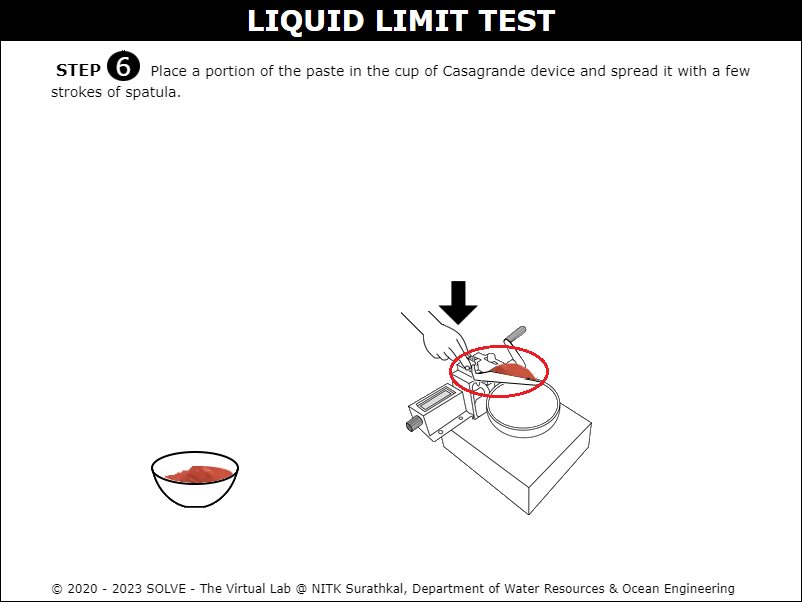 LIQUID LIMIT TEST
STEP 6 Place a portion of the paste in the cup of Casagrande device and spread it with a few
strokes of spatula.
© 2020 - 2023 SOLVE - The Virtual Lab @ NITK Surathkal, Department of Water Resources & Ocean Engineering